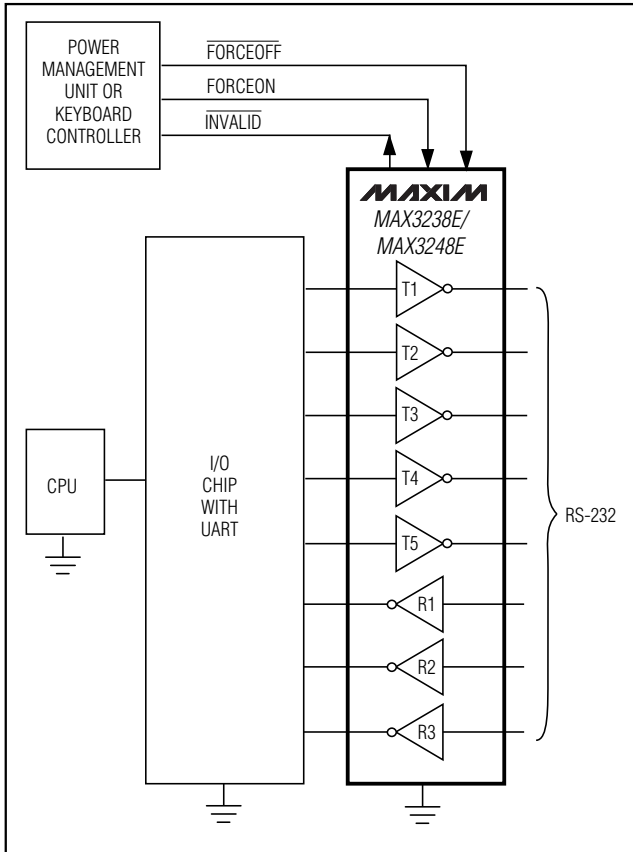 POWER
MANAGEMENT
UNIT OR
KEYBOARD
CONTROLLER
FORCEOFF
FORCEON
INVALID
MAXIM
MAX3238E/
MAX3248E
T1
T2
T3
T4
T5
R1
R2
R3
CPU
I/O
CHIP
WITH
UART
RS-232